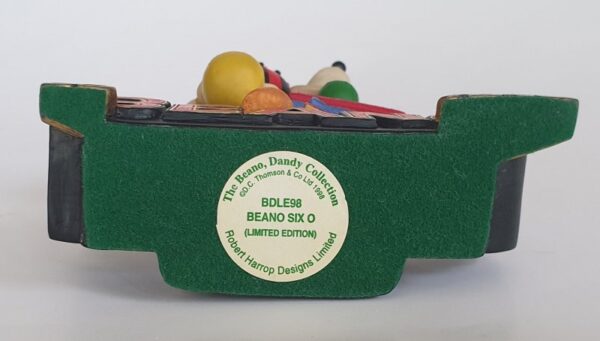 The Beano, Dandy Collection
©D.C. Thomson & Co Ltd 1998
BDLE98
BEANO SIX O
(LIMITED EDITION)
Robert Harrop Designs Limited